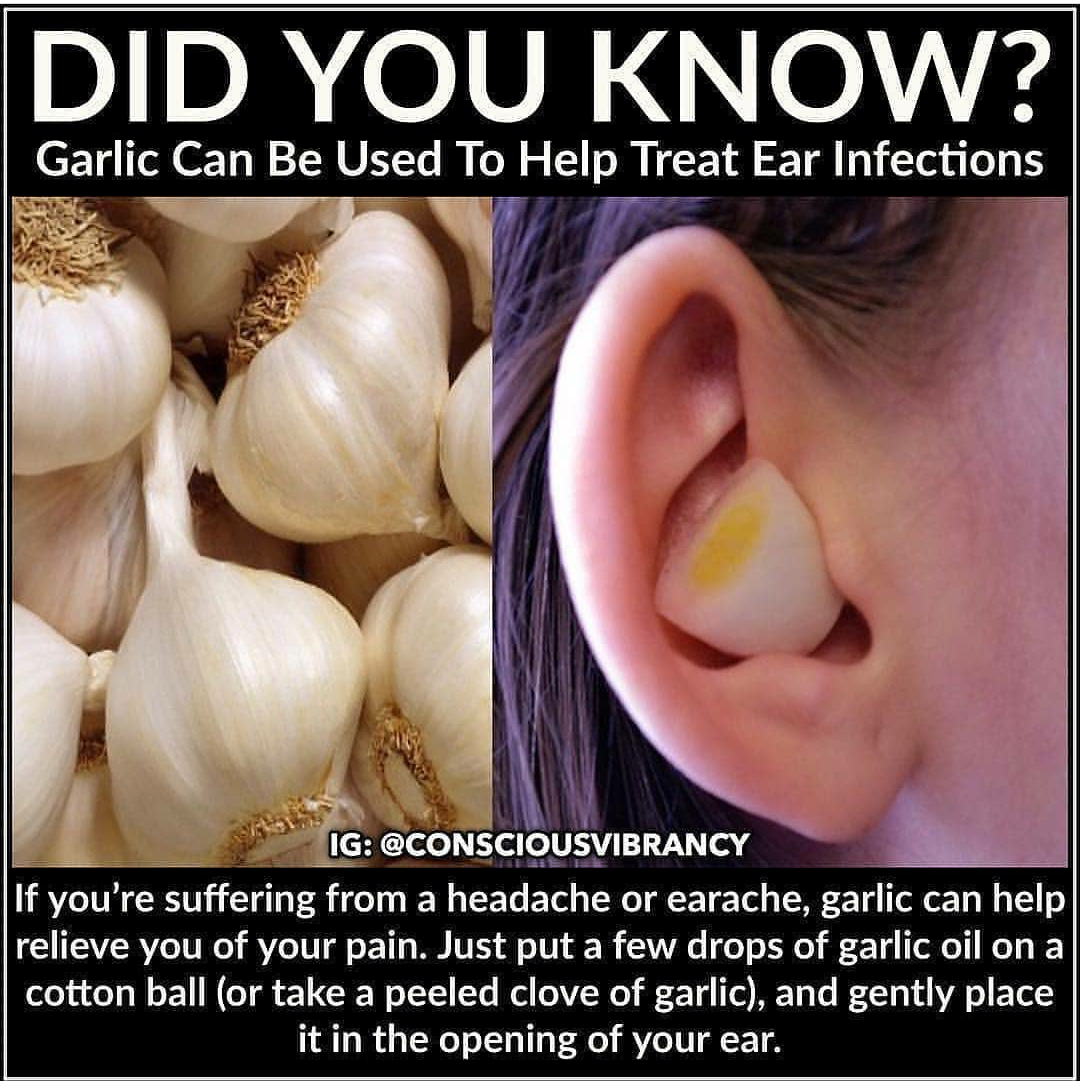 DID YOU KNOW?
Garlic Can Be Used To Help Treat Ear Infections
IG: @CONSCIOUSVIBRANCY
If you’re suffering from a headache or earache, garlic can help
relieve you of your pain. Just put a few drops of garlic oil on a
cotton ball (or take a peeled clove of garlic), and gently place
it in the opening of your ear.